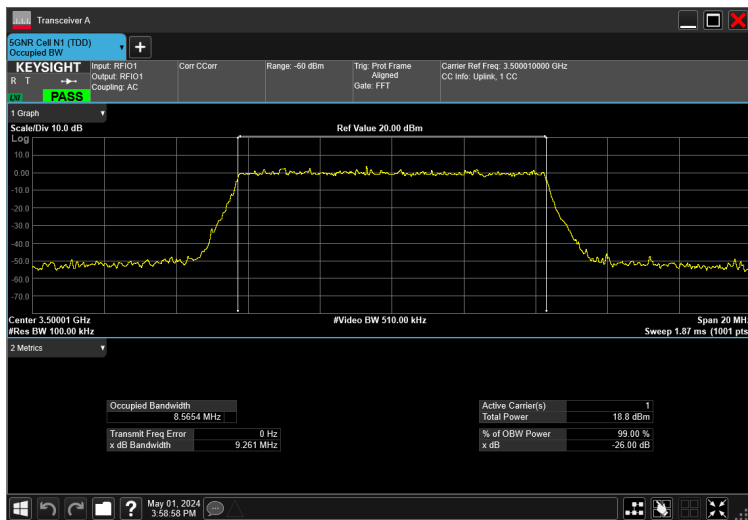 Transceiver A
5GNR Cell N1 (TDD)
Occupied BW
KEYSIGHT
R T
LXI
PASS
Input: RFIO1
Output: RFIO1
Coupling: AC
Corr CCorr
Range: -60 dBm
Trig: Prot Frame
Aligned
Gate: FFT
Carrier Ref Freq: 3.500010000 GHz
CC Info: Uplink, 1 CC
1 Graph
Scale/Div 10.0 dB
Ref Value 20.00 dBm
Log
10.0
0.00
-10.0
-20.0
-30.0
-40.0
-50.0
-60.0
-70.0
Center 3.50001 GHz
#Video BW 510.00 kHz
Span 20 MH
#Res BW 100.00 kHz
Sweep 1.87 ms (1001 pts
2 Metrics
Occupied Bandwidth
8.5654 MHz
Active Carrier(s) 1
Total Power 18.8 dBm
Transmit Freq Error 0 Hz
x dB Bandwidth 9.261 MHz
% of OBW Power 99.00 %
x dB -26.00 dB
?
May 01, 2024
3:58:58 PM